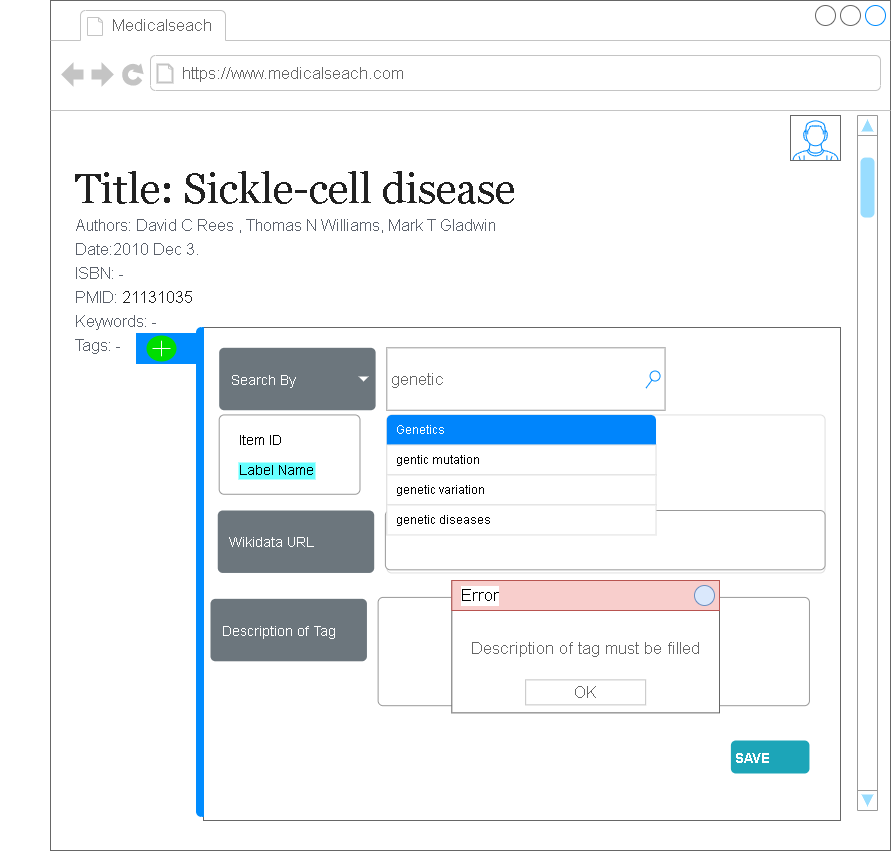 Medicalseach
https://www.medicalseach.com
Title: Sickle-cell disease
Authors: David C Rees , Thomas N Williams, Mark T Gladwin
Date:2010 Dec 3.
ISBN: -
PMID: 21131035
Keywords: -
Tags: -
Search By
genetic
Item ID
Label Name
Genetics
gentic mutation
genetic variation
genetic diseases
Wikidata URL
Error
Description of Tag
Description of tag must be filled
OK
SAVE